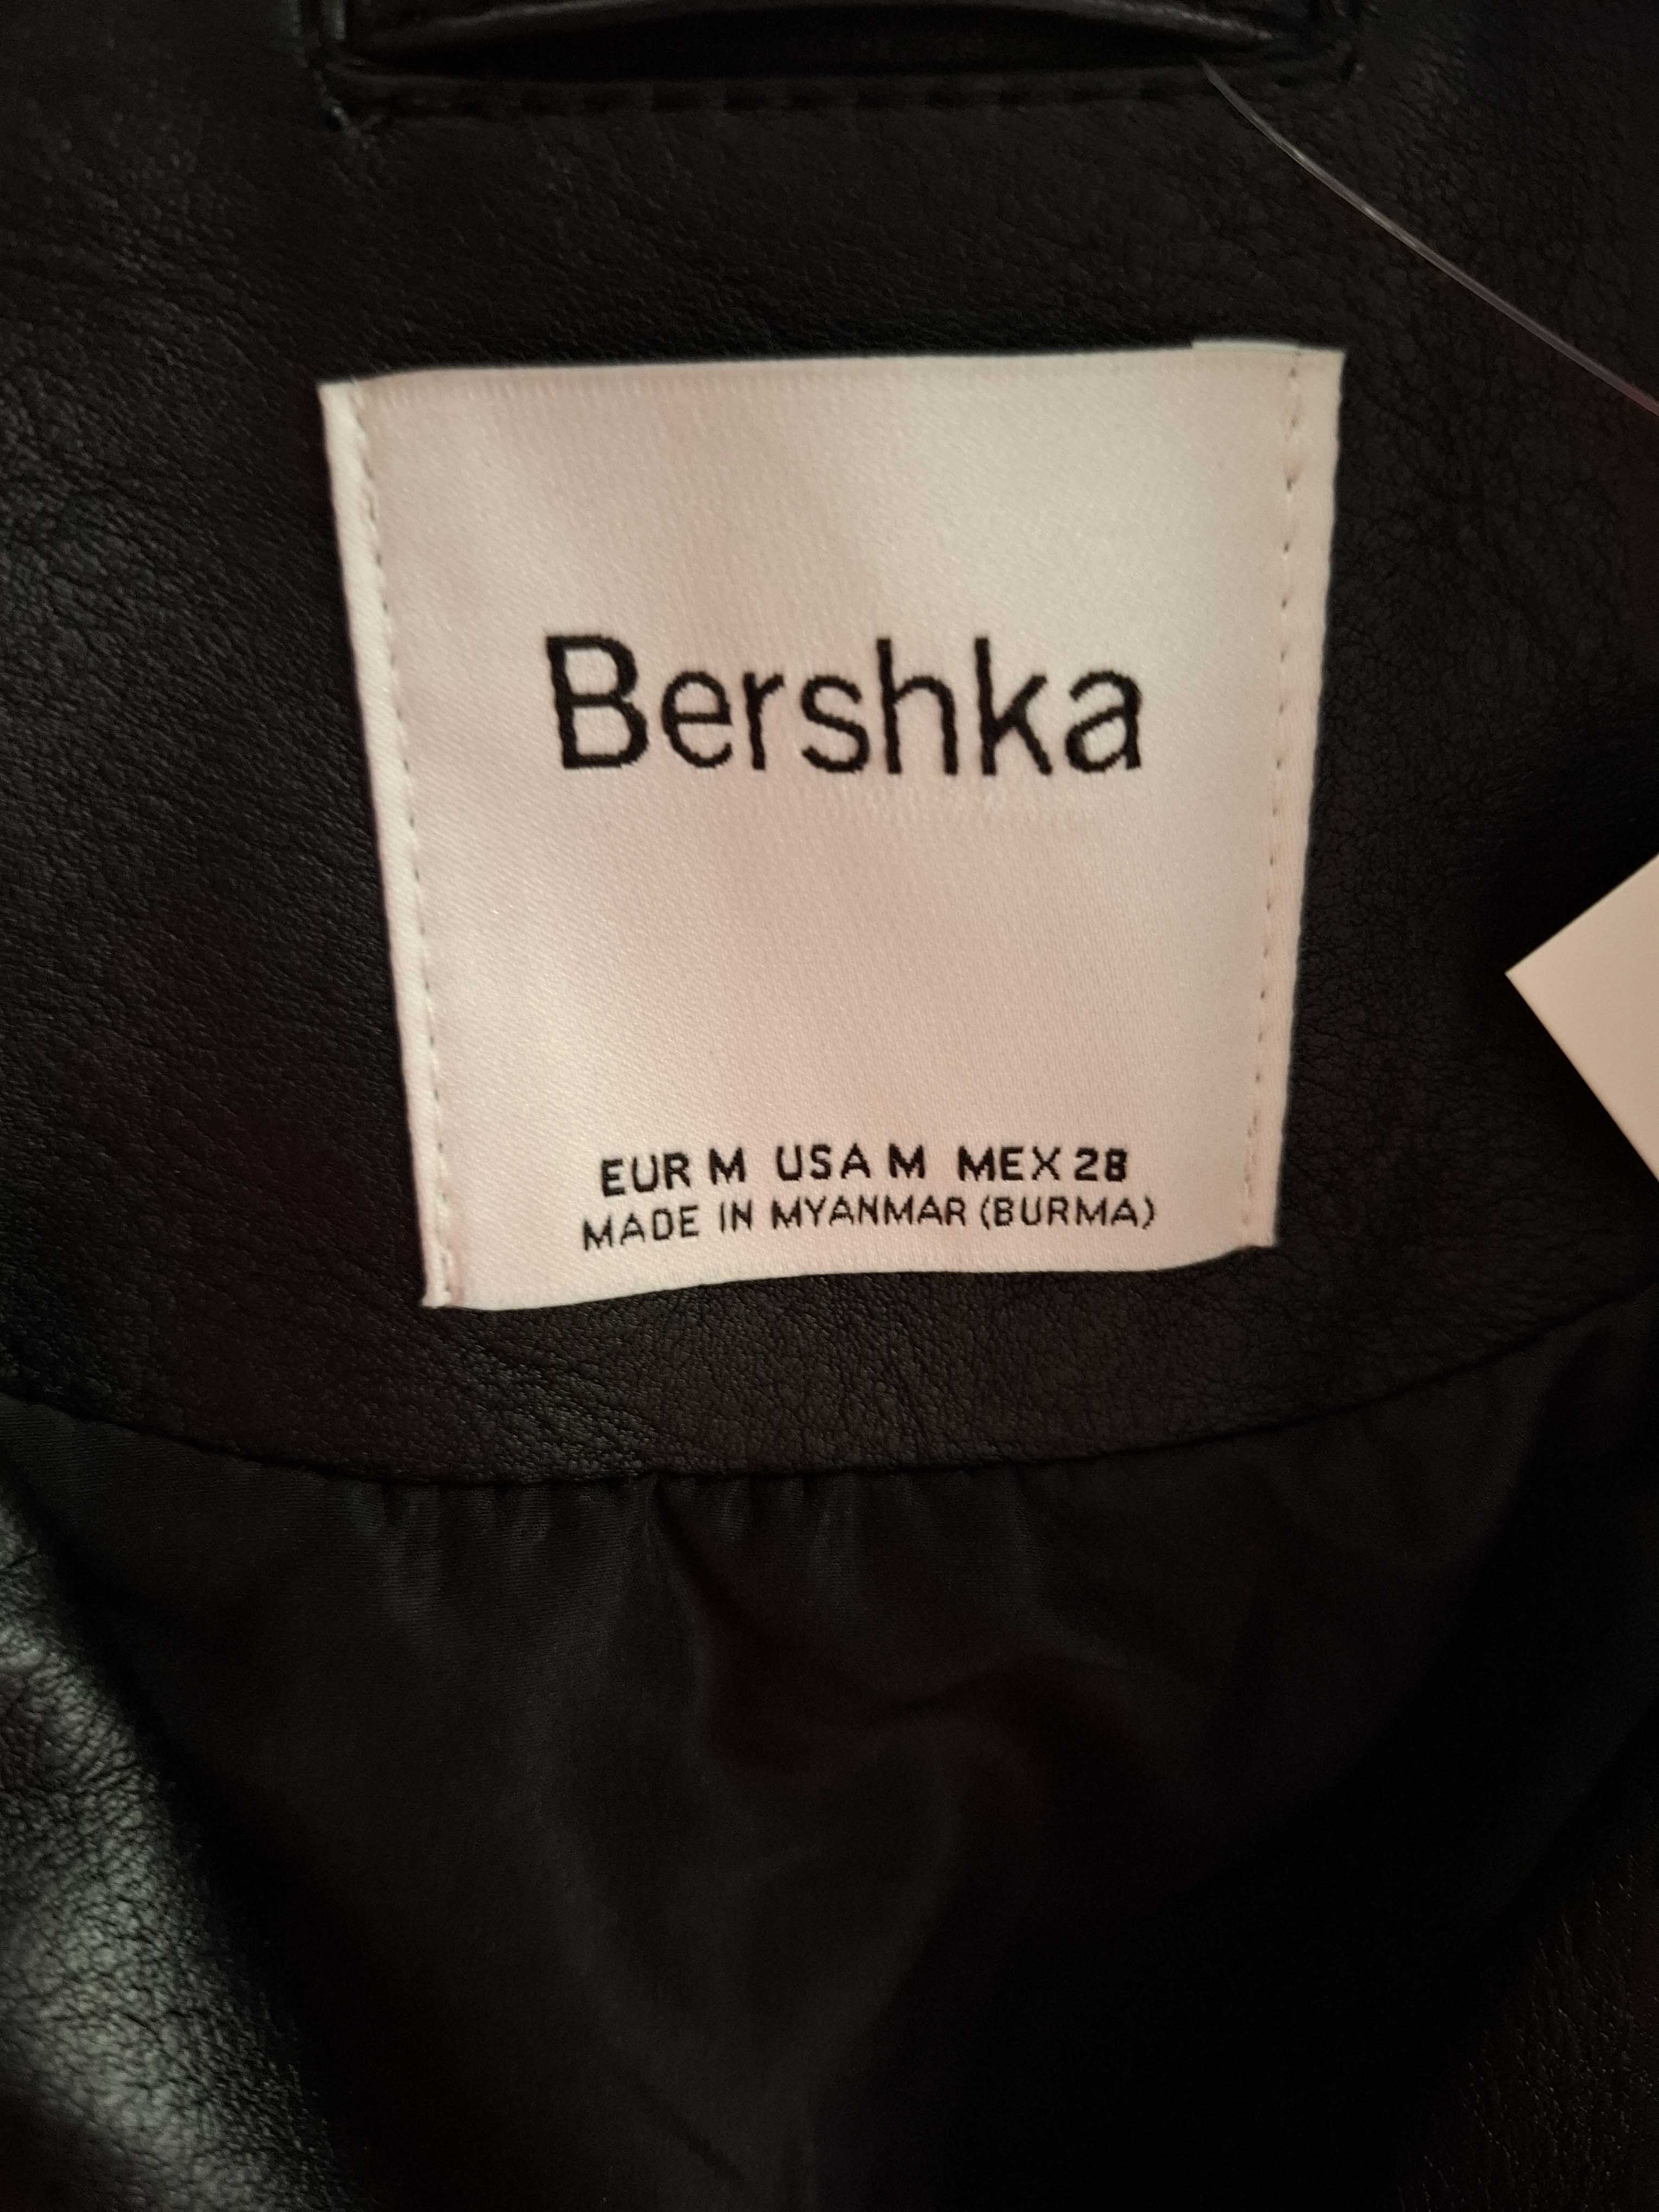 Bershka
EUR M USA M MEX 28
MADE IN MYANMAR (BURMA)